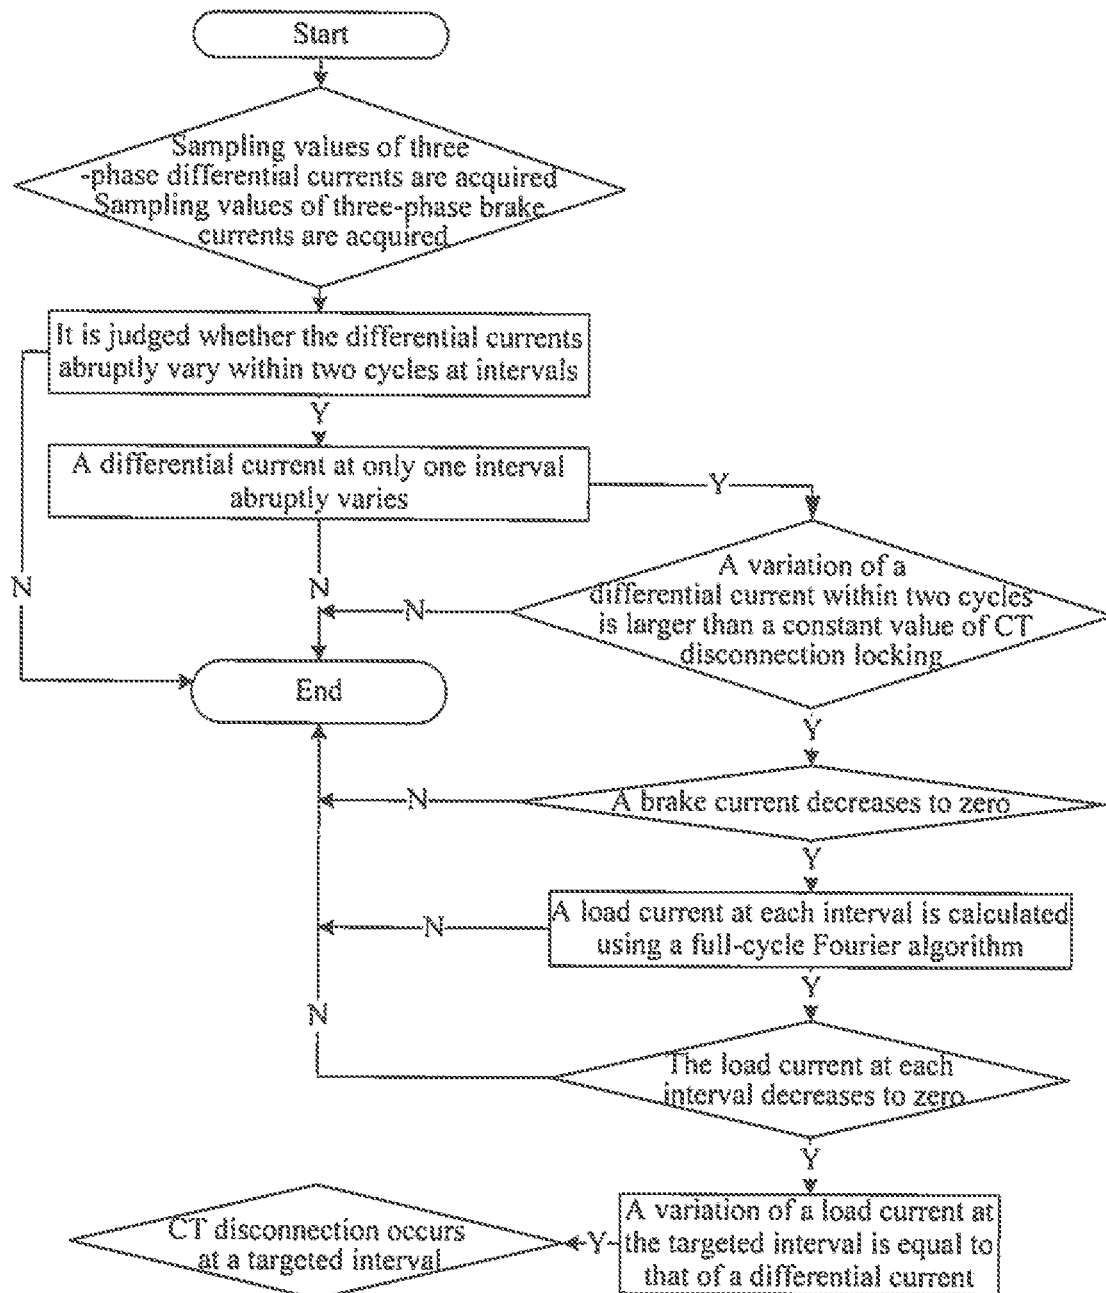 Start
Sampling values of three
-phase differential currents are acquired
Sampling values of three-phase brake
currents are acquired
It is judged whether the differential currents
abruptly vary within two cycles at intervals
Y
A differential current at only one interval
abruptly varies
Y
N
N
A variation of a
differential current within two cycles
is larger than a constant value of CT
disconnection locking
N
End
Y
A brake current decreases to zero
N
Y
A load current at each interval is calculated
using a full-cycle Fourier algorithm
N
Y
N
The load current at each
interval decreases to zero
Y
A variation of a load current at
the targeted interval is equal to
that of a differential current
Y
CT disconnection occurs
at a targeted interval